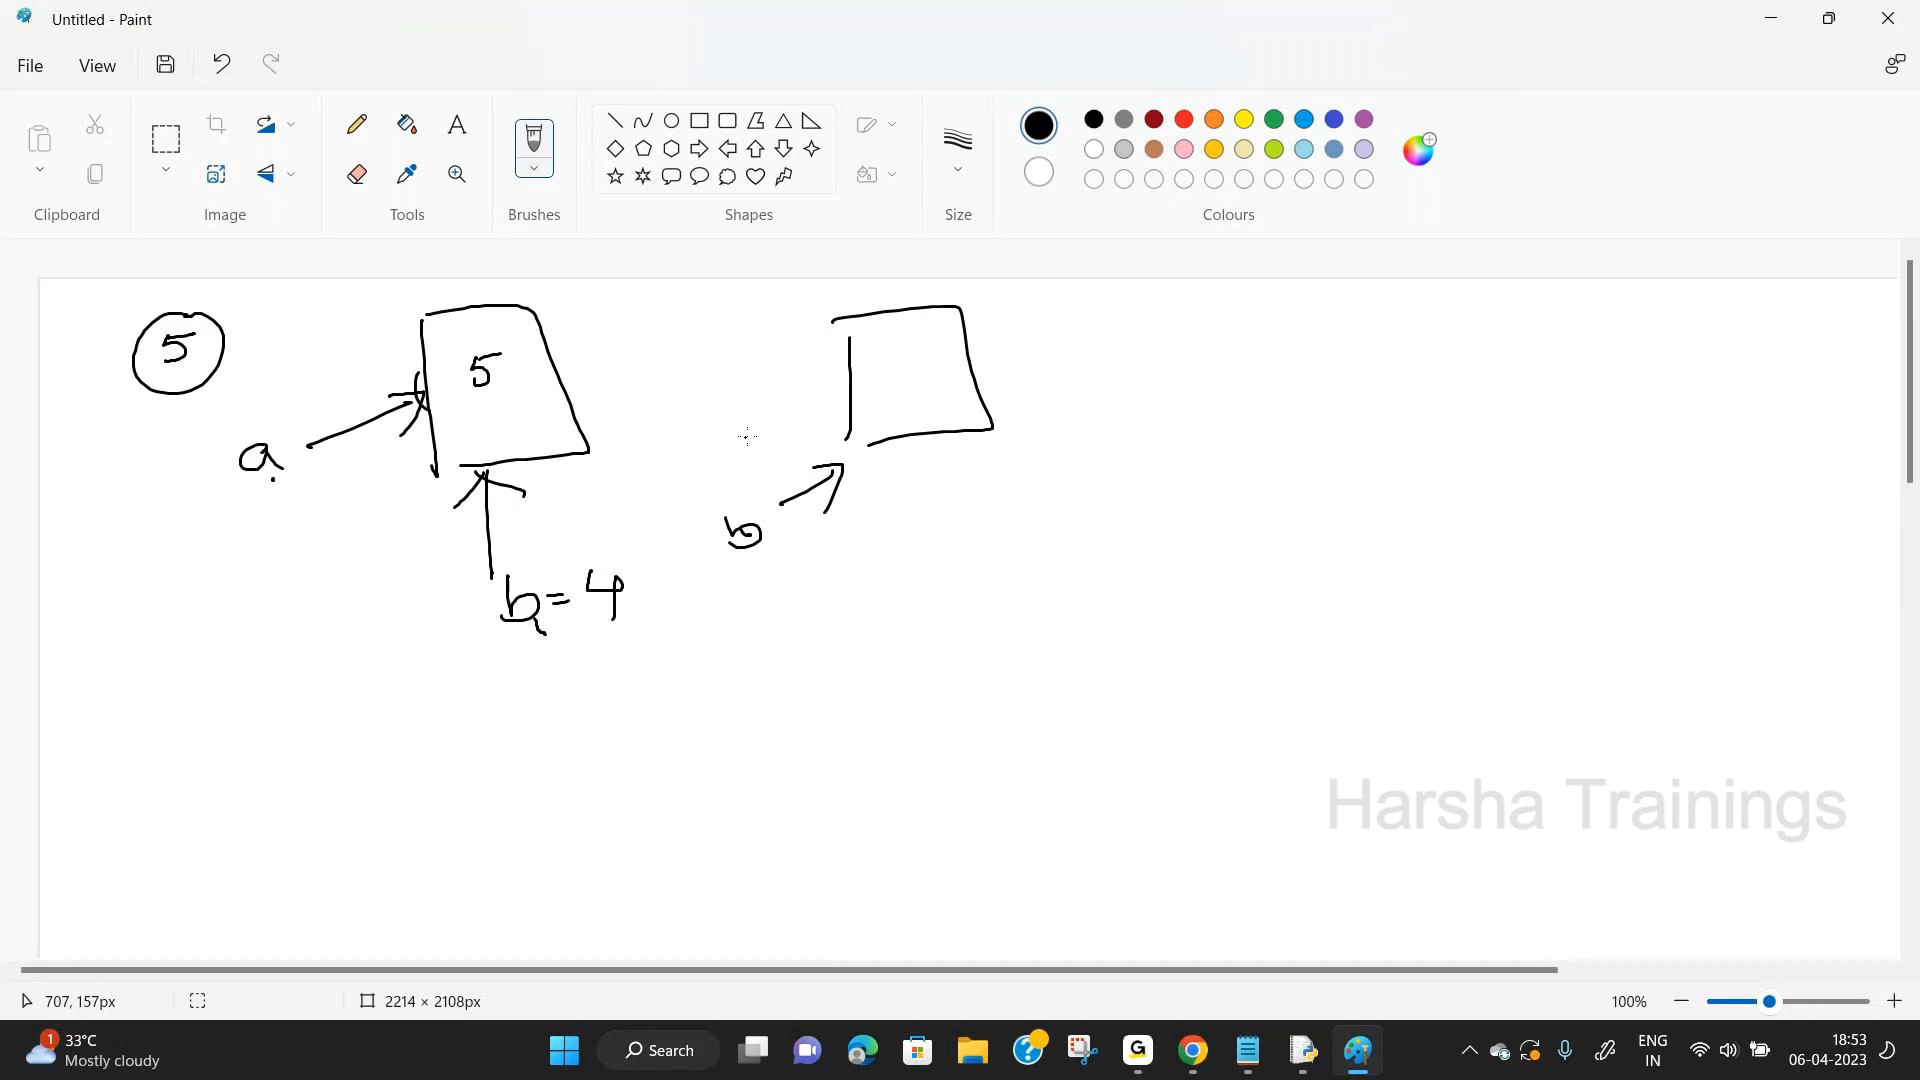 Untitled - Paint
File
View
Clipboard
Image
Tools
Brushes
Shapes
Size
Colours
5
5
a
b
b = 4
Harsha Trainings
707, 157px
2214 × 2108px
100%
1
33°C
Mostly cloudy
Search
ENG
IN
18:53
06-04-2023